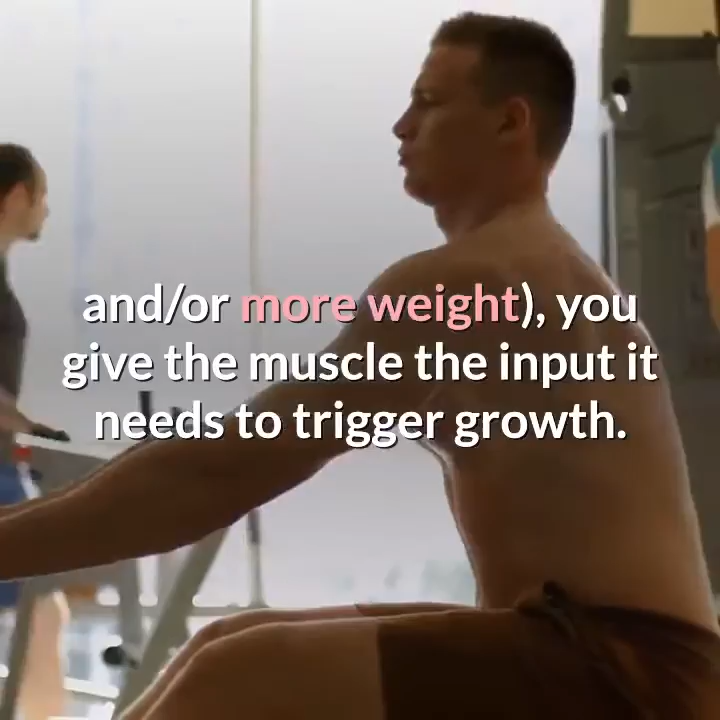 and/or more weight), you
give the muscle the input it
needs to trigger growth.